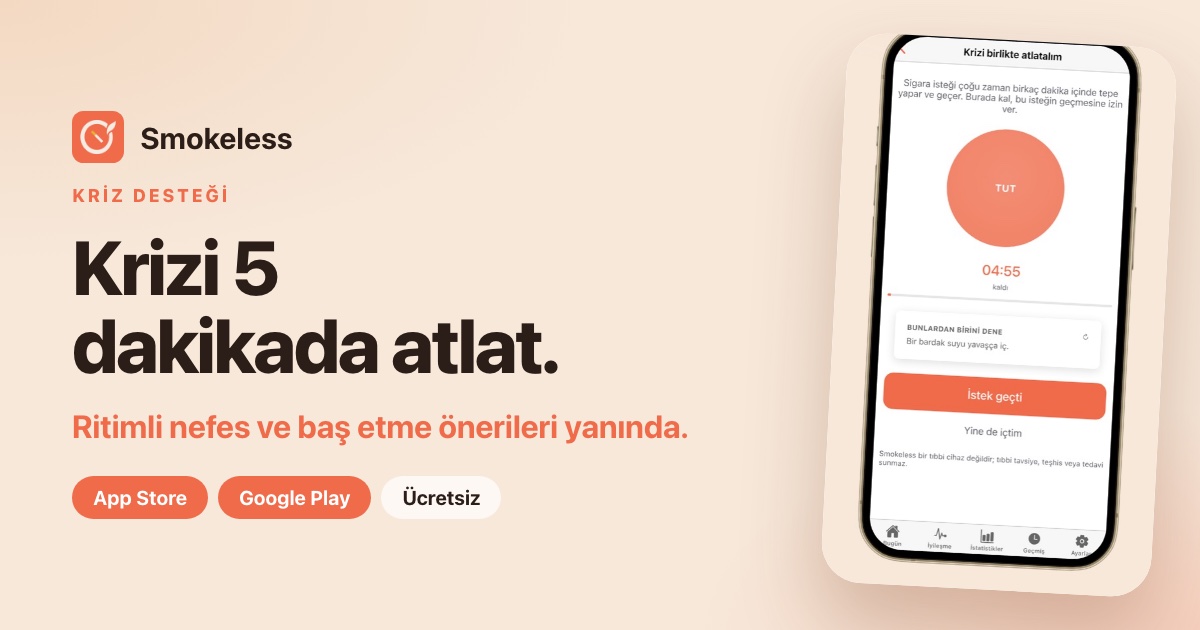 Smokeless
KRİZ DESTEĞİ
Krizi 5
dakikada atlat.
Ritimli nefes ve baş etme önerileri yanında.
App Store
Google Play
Ücretsiz
Krizi birlikte atlatalım
Sigara isteği çoğu zaman birkaç dakika içinde tepe
yapar ve geçer. Burada kal, bu isteğin geçmesine izin
ver.
TUT
04:55
kaldı
BUNLARDAN BİRİNİ DENE
Bir bardak suyu yavaşça iç.
İstek geçti
Yine de içtim
Smokeless bir tıbbi cihaz değildir; tıbbi tavsiye, teşhis veya tedavi
sunmaz.
Bugün
İyileşme
İstatistikler
Geçmiş